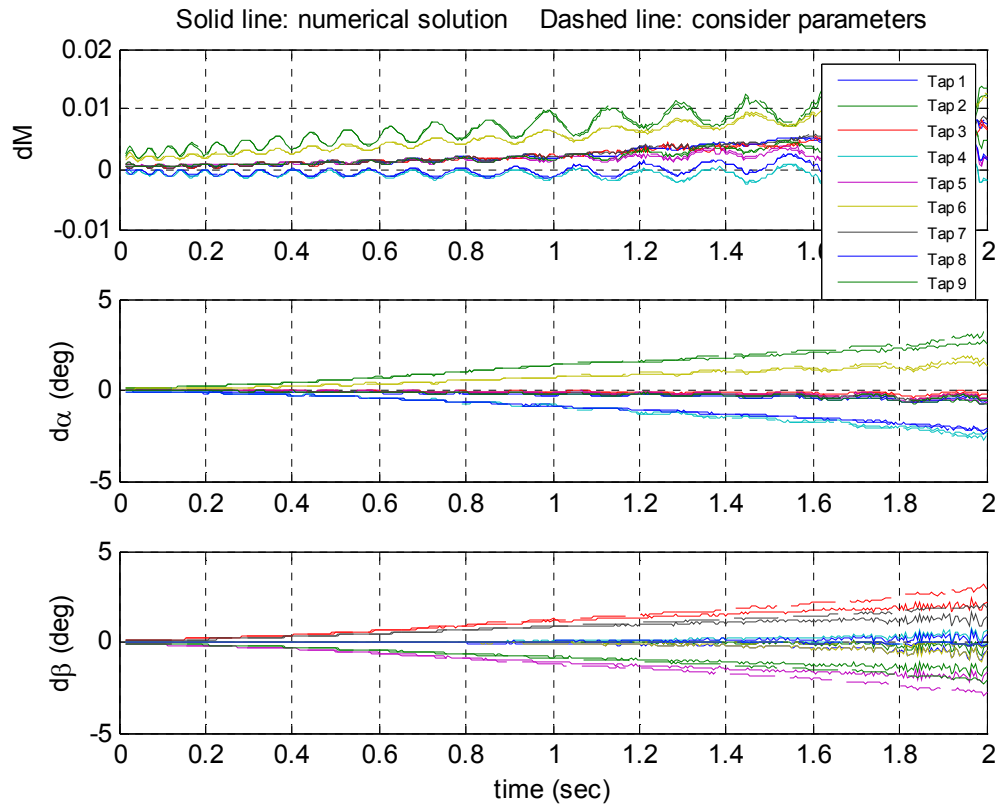 Solid line: numerical solution Dashed line: consider parameters
0.02
0.01
0
-0.01
dM
0 0.2 0.4 0.6 0.8 1 1.2 1.4 1.6 2
Tap 1
Tap 2
Tap 3
Tap 4
Tap 5
Tap 6
Tap 7
Tap 8
Tap 9
5
0
-5
dα (deg)
0 0.2 0.4 0.6 0.8 1 1.2 1.4 1.6 1.8 2
5
0
-5
dβ (deg)
0 0.2 0.4 0.6 0.8 1 1.2 1.4 1.6 1.8 2
time (sec)